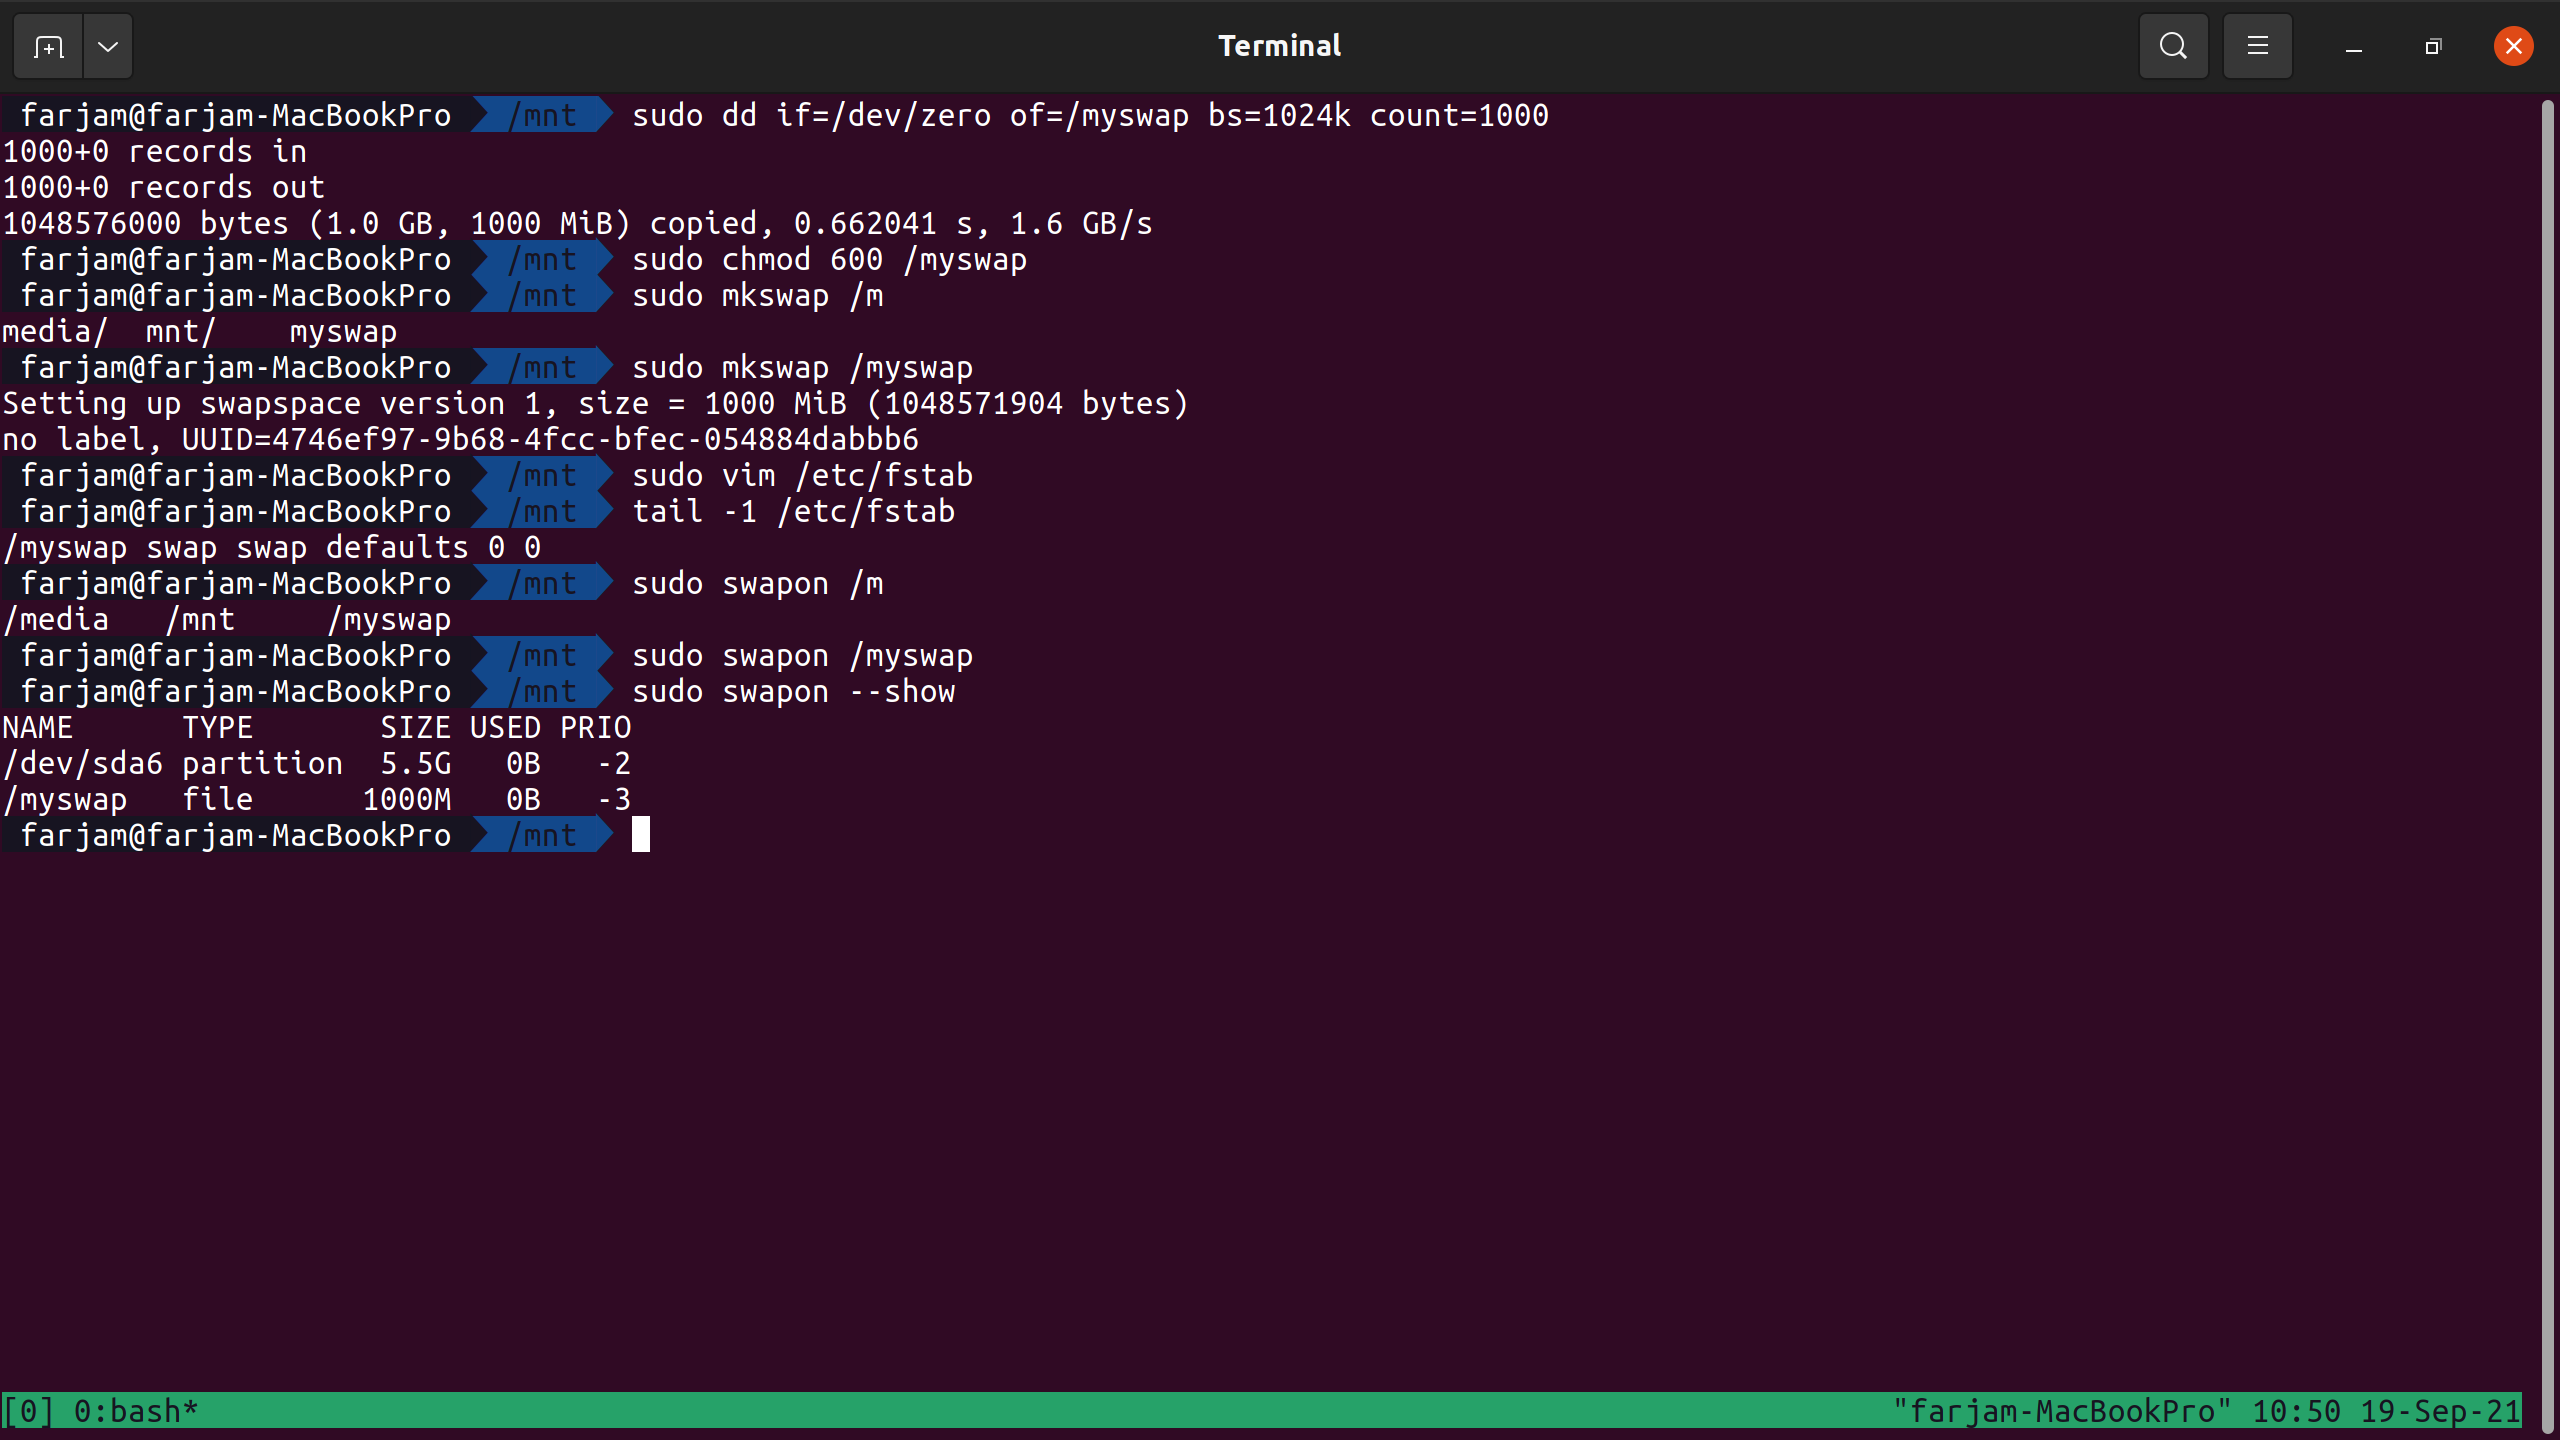 Terminal
farjam@farjam-MacBookPro /mnt sudo dd if=/dev/zero of=/myswap bs=1024k count=1000
1000+0 records in
1000+0 records out
1048576000 bytes (1.0 GB, 1000 MiB) copied, 0.662041 s, 1.6 GB/s
farjam@farjam-MacBookPro /mnt sudo chmod 600 /myswap
farjam@farjam-MacBookPro /mnt sudo mkswap /m
media/  mnt/    myswap
farjam@farjam-MacBookPro /mnt sudo mkswap /myswap
Setting up swapspace version 1, size = 1000 MiB (1048571904 bytes)
no label, UUID=4746ef97-9b68-4fcc-bfec-054884dabbb6
farjam@farjam-MacBookPro /mnt sudo vim /etc/fstab
farjam@farjam-MacBookPro /mnt tail -1 /etc/fstab
/myswap swap swap defaults 0 0
farjam@farjam-MacBookPro /mnt sudo swapon /m
/media   /mnt     /myswap
farjam@farjam-MacBookPro /mnt sudo swapon /myswap
farjam@farjam-MacBookPro /mnt sudo swapon --show
NAME      TYPE       SIZE USED PRIO
/dev/sda6 partition  5.5G   0B   -2
/myswap   file      1000M   0B   -3
farjam@farjam-MacBookPro /mnt
[0] 0:bash* "farjam-MacBookPro" 10:50 19-Sep-21